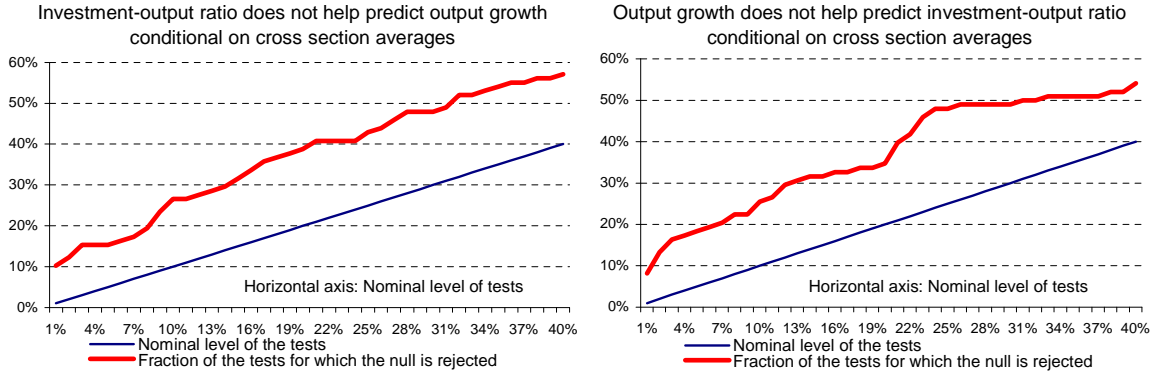 Investment-output ratio does not help predict output growth
conditional on cross section averages
60%
50%
40%
30%
20%
10%
0%
Horizontal axis: Nominal level of tests
1% 4% 7% 10% 13% 16% 19% 22% 25% 28% 31% 34% 37% 40%
Nominal level of the tests
Fraction of the tests for which the null is rejected
Output growth does not help predict investment-output ratio
conditional on cross section averages
60%
50%
40%
30%
20%
10%
0%
Horizontal axis: Nominal level of tests
1% 4% 7% 10% 13% 16% 19% 22% 25% 28% 31% 34% 37% 40%
Nominal level of the tests
Fraction of the tests for which the null is rejected